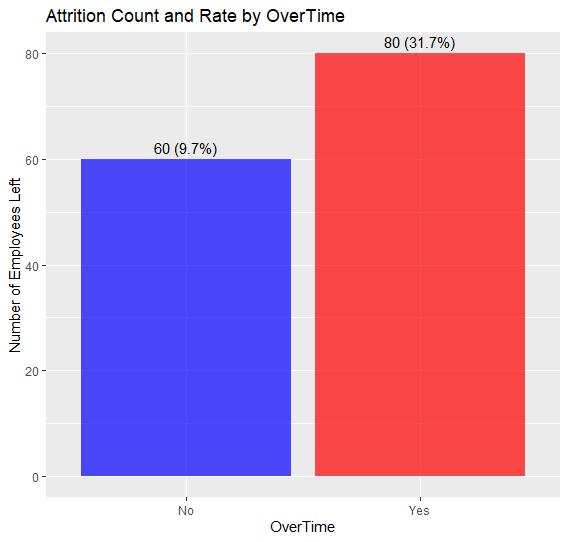 Attrition Count and Rate by OverTime
Number of Employees Left
80
60
40
20
0
60 (9.7%)
80 (31.7%)
No
Yes
OverTime